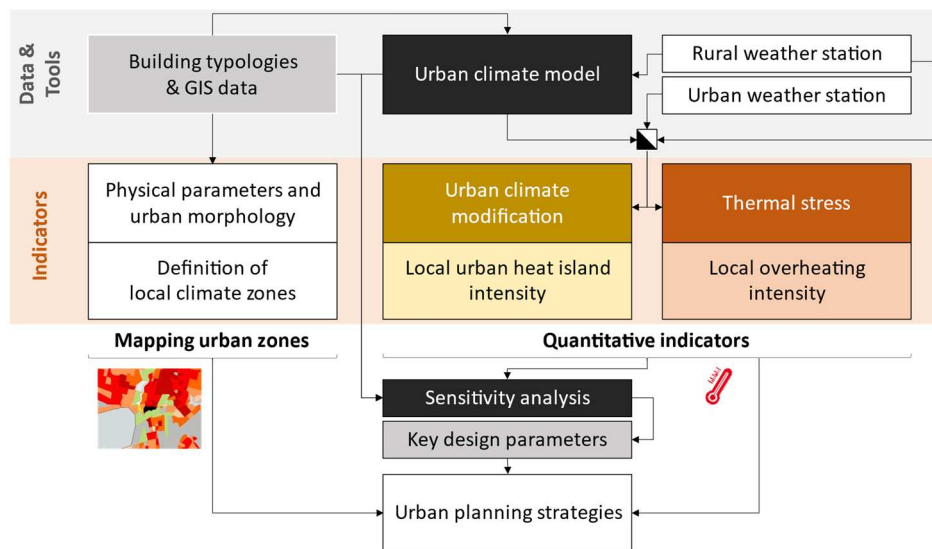 Data &
Tools
Building typologies
& GIS data
Urban climate model
Rural weather station
Urban weather station
Indicators
Physical parameters and
urban morphology
Definition of
local climate zones
Urban climate
modification
Local urban heat island
intensity
Thermal stress
Local overheating
intensity
Mapping urban zones
Quantitative indicators
Sensitivity analysis
Key design parameters
Urban planning strategies